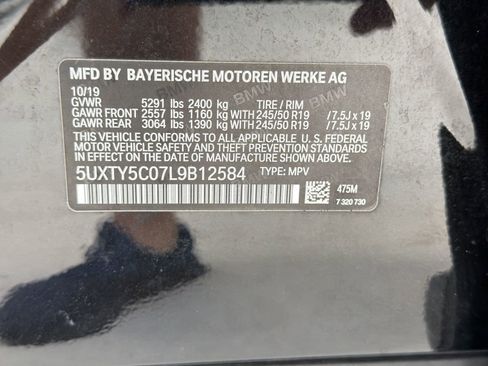 MFD BY BAYERISCHE MOTOREN WERKE AG
10/19
GVWR 5291 lbs 2400 kg TIRE / RIM
GAWR FRONT 2557 lbs 1160 kg WITH 245/50 R19 /7.5J x 19
GAWR REAR 3064 lbs 1390 kg WITH 245/50 R19 /7.5J x 19
THIS VEHICLE CONFORMS TO ALL APPLICABLE U. S. FEDERAL
MOTOR VEHICLE SAFETY AND THEFT PREVENTION STANDARDS
IN EFFECT ON THE DATE OF MANUFACTURE SHOWN ABOVE.
5UXTY5C07L9B12584 TYPE: MPV
475M
7 320 730